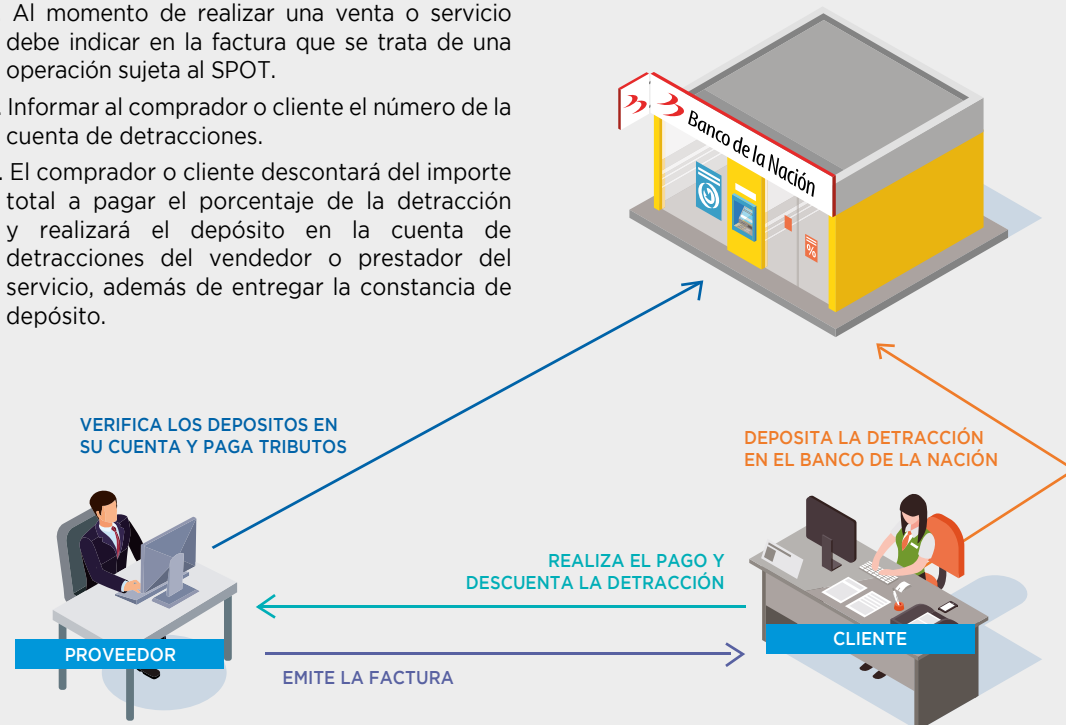 Al momento de realizar una venta o servicio
debe indicar en la factura que se trata de una
operación sujeta al SPOT.
. Informar al comprador o cliente el número de la
cuenta de detracciones.
. El comprador o cliente descontará del importe
total a pagar el porcentaje de la detracción
y realizará el depósito en la cuenta de
detracciones del vendedor o prestador del
servicio, además de entregar la constancia de
depósito.
Banco de la Nación
%
VERIFICA LOS DEPOSITOS EN
SU CUENTA Y PAGA TRIBUTOS
DEPOSITA LA DETRACCIÓN
EN EL BANCO DE LA NACIÓN
REALIZA EL PAGO Y
DESCUENTA LA DETRACCIÓN
PROVEEDOR
CLIENTE
EMITE LA FACTURA